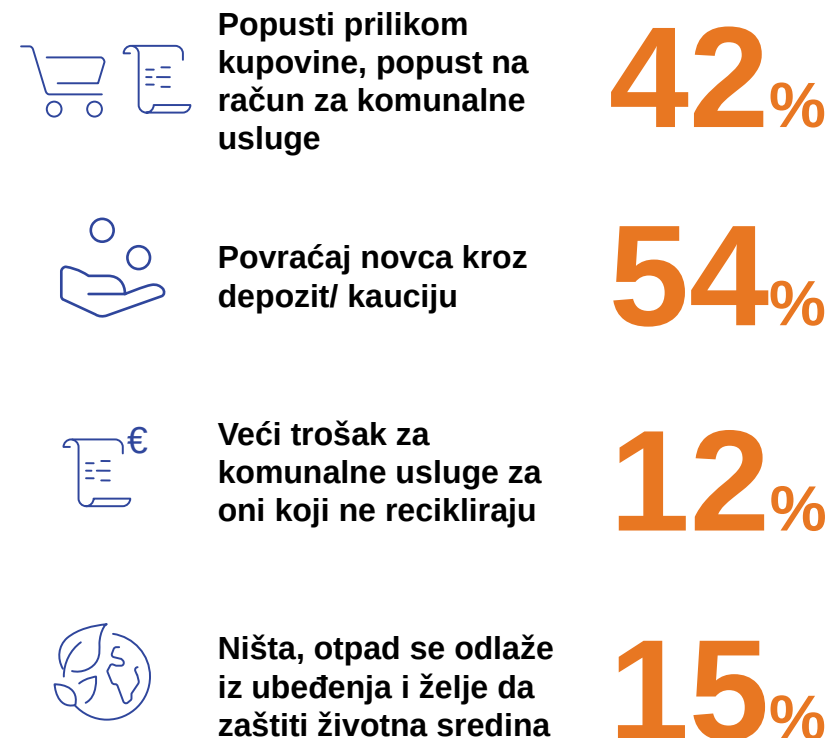 Popusti prilikom
kupovine, popust na
račun za komunalne
usluge
42%
Povraćaj novca kroz
depozit/ kauciju
54%
€
Veći trošak za
komunalne usluge za
oni koji ne recikliraju
12%
Ništa, otpad se odlaže
iz ubeđenja i želje da
zaštiti životna sredina
15%